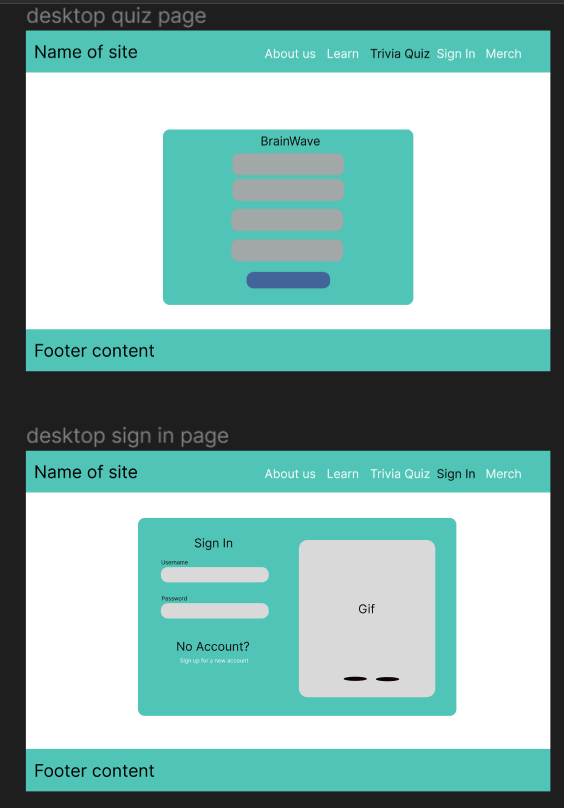 desktop quiz page
Name of site About us Learn Trivia Quiz Sign In Merch
BrainWave
Footer content
desktop sign in page
Name of site About us Learn Trivia Quiz Sign In Merch
Sign In
Username
Password
No Account?
Sign up for a new account
Gif
Footer content